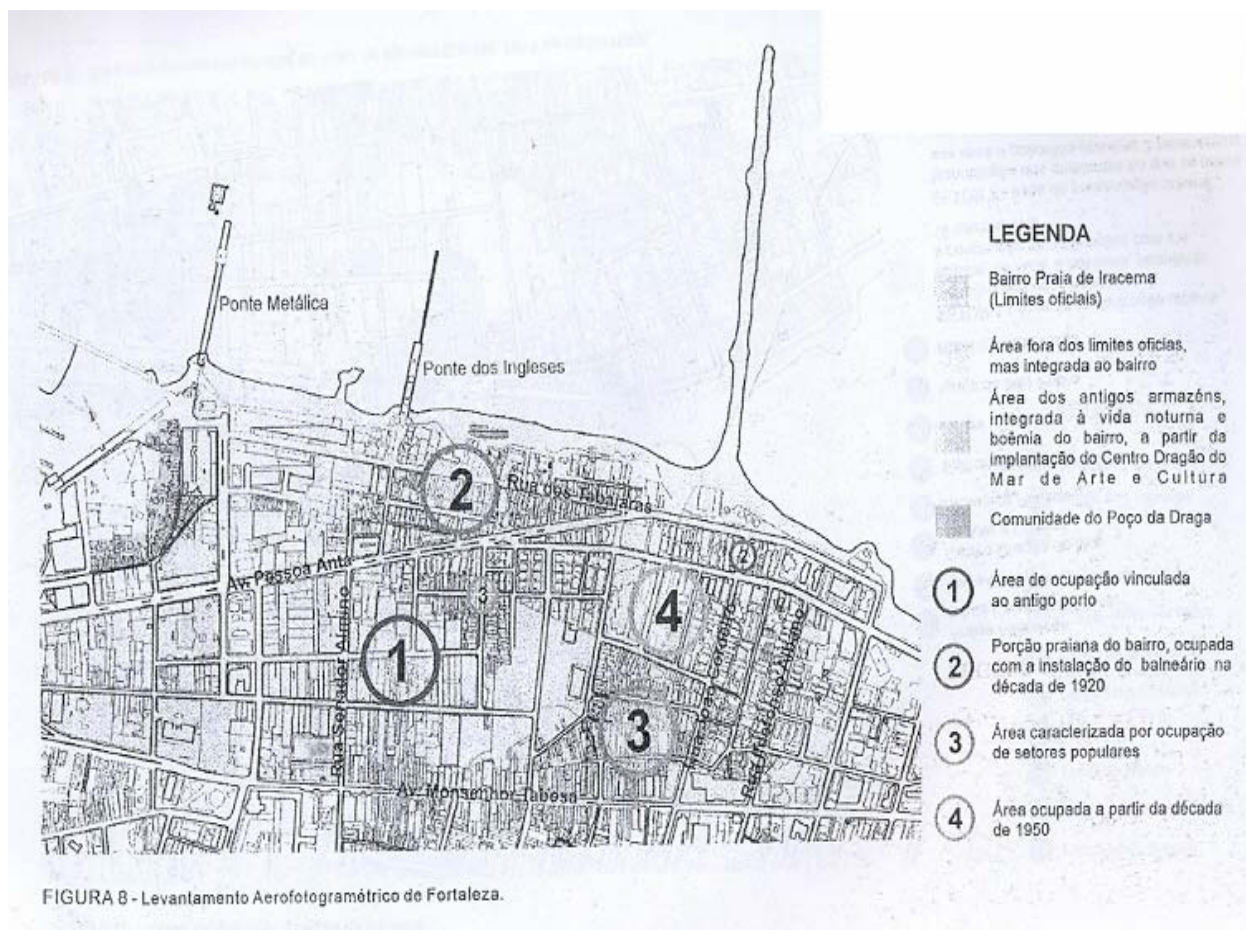 Ponte Metálica
Ponte dos Ingleses
2
Rua dos Tabajaras
Av. Pessoa Anta
2
3
4
1
Rua Senador Almino
3
Av. Monsenhor Tabosa
LEGENDA
Bairro Praia de Iracema
(Limites oficiais)
Área fora dos limites oficias,
mas integrada ao bairro
Área dos antigos armazéns,
integrada à vida noturna e
boêmia do bairro, a partir da
implantação do Centro Dragão do
Mar de Arte e Cultura
Comunidade do Poço da Draga
1
Área de ocupação vinculada
ao antigo porto
2
Porção praiana do bairro, ocupada
com a instalação do balneário na
década de 1920
3
Área caraclerizada por ocupação
de setores populares
4
Área ocupada a partir da década
de 1950
FIGURA 8 - Levantamento Aerofotogramétrico de Fortaleza.